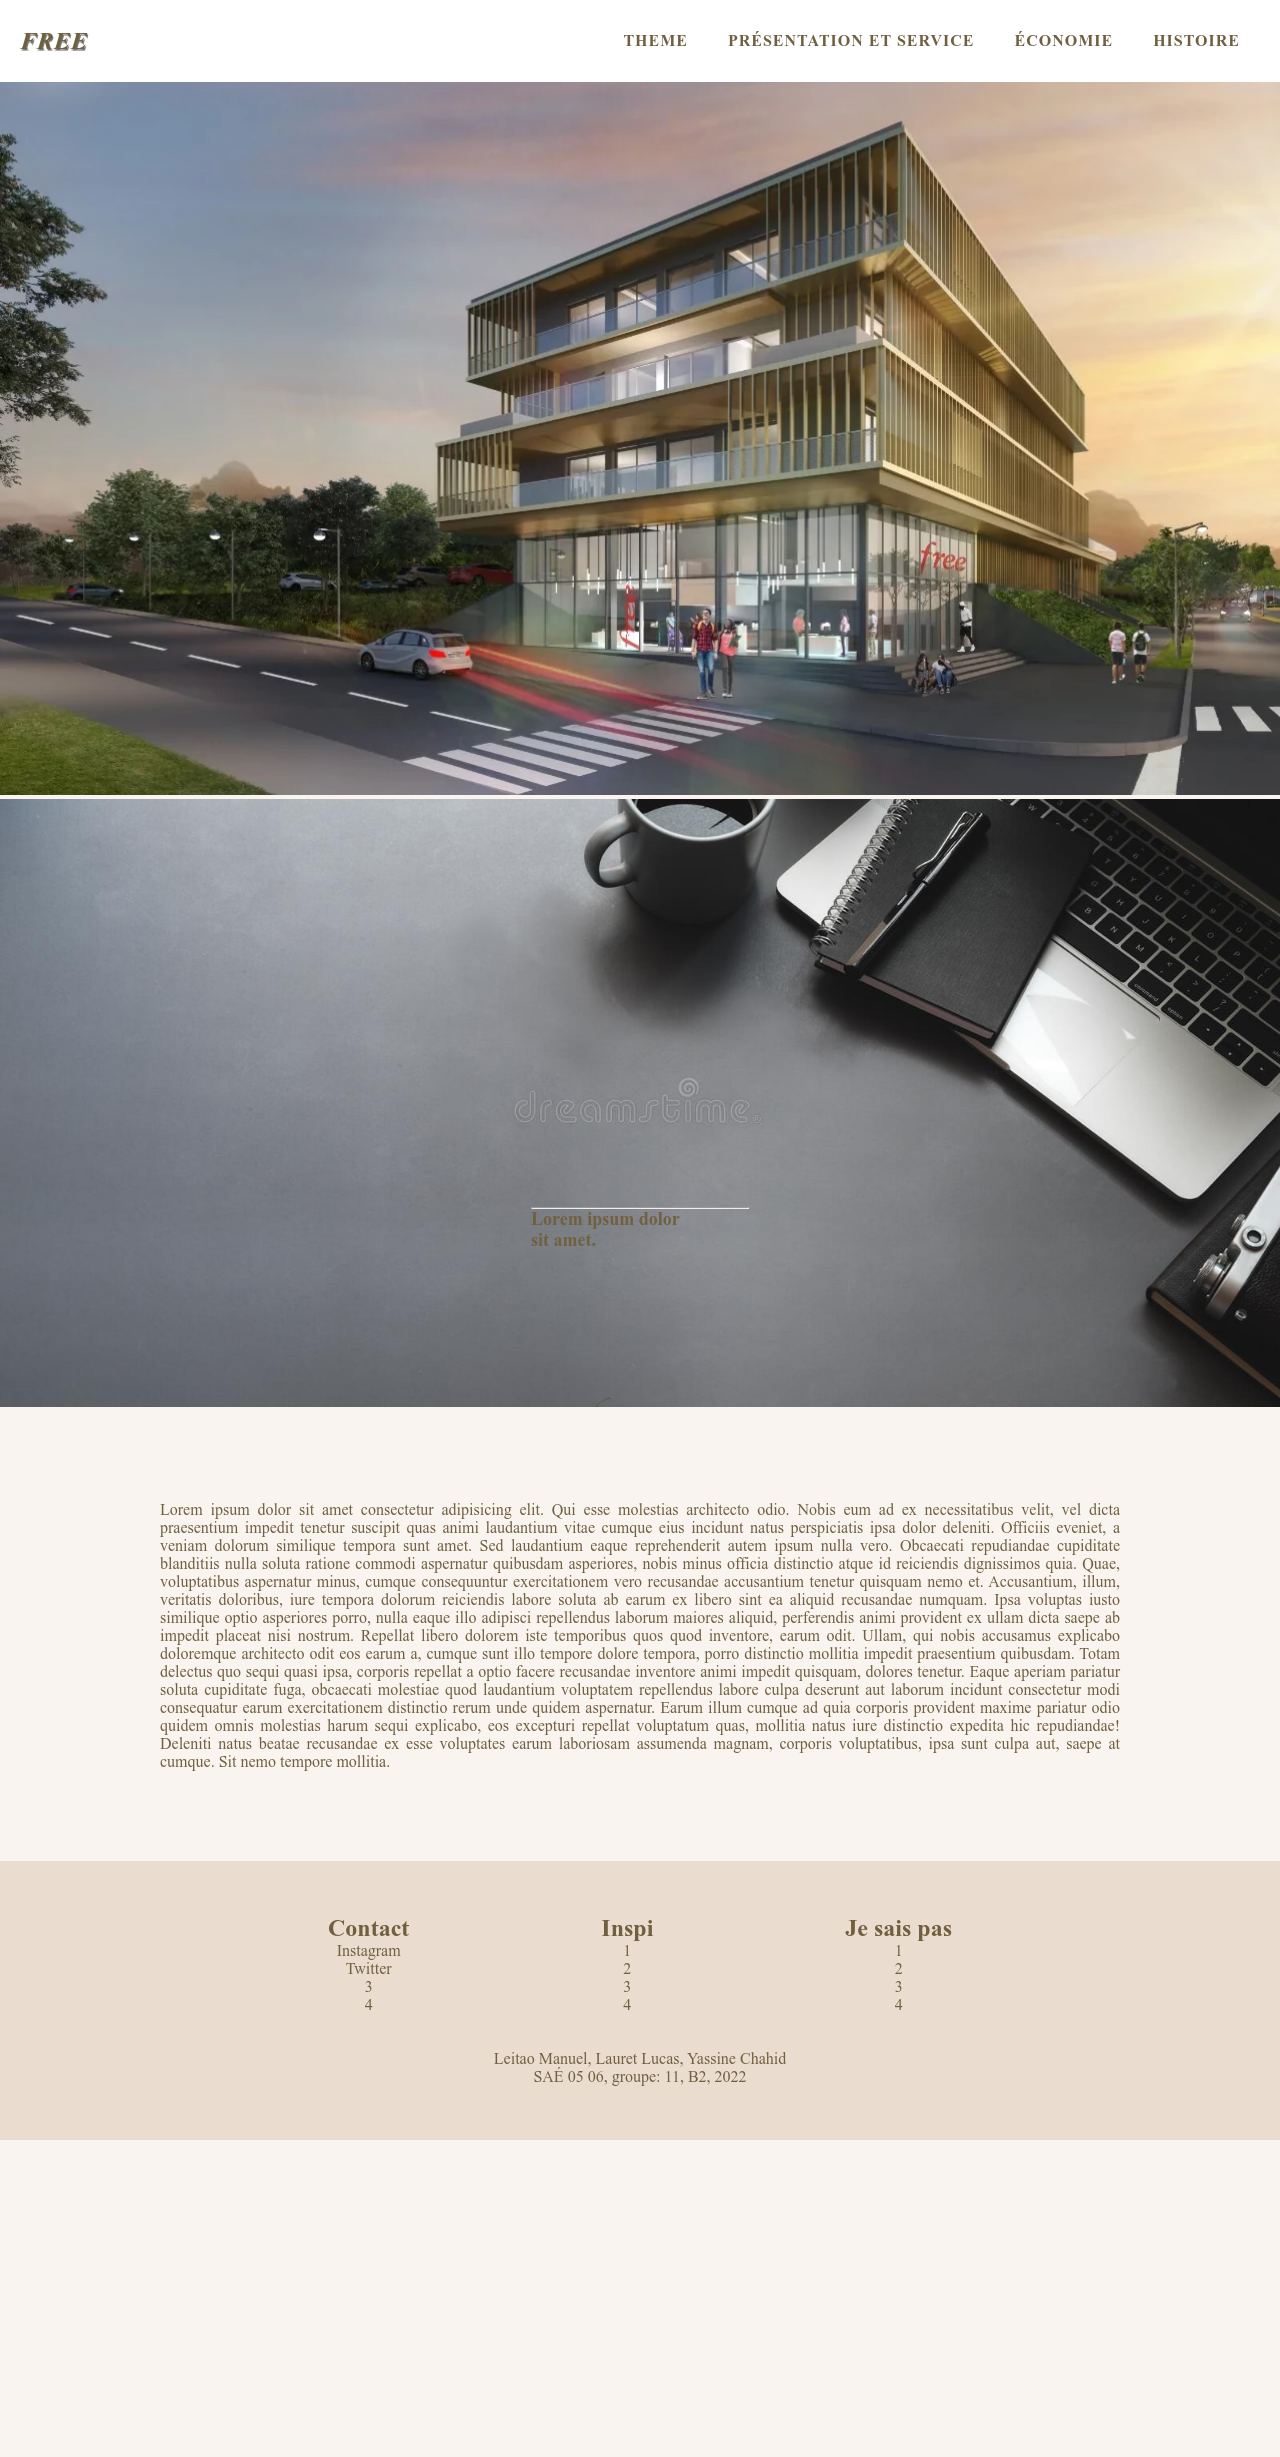 FREE
THEME
PRÉSENTATION ET SERVICE
ÉCONOMIE
HISTOIRE
free
free
dreamstime.
Lorem ipsum dolor
sit amet.
Lorem ipsum dolor sit amet consectetur adipisicing elit. Qui esse molestias architecto odio. Nobis eum ad ex necessitatibus velit, vel dicta
praesentium impedit tenetur suscipit quas animi laudantium vitae cumque eius incidunt natus perspiciatis ipsa dolor deleniti. Officiis eveniet, a
veniam dolorum similique tempora sunt amet. Sed laudantium eaque reprehenderit autem ipsum nulla vero. Obcaecati repudiandae cupiditate
blanditiis nulla soluta ratione commodi aspernatur quibusdam asperiores, nobis minus officia distinctio atque id reiciendis dignissimos quia. Quae,
voluptatibus aspernatur minus, cumque consequuntur exercitationem vero recusandae accusantium tenetur quisquam nemo et. Accusantium, illum,
veritatis doloribus, iure tempora dolorum reiciendis labore soluta ab earum ex libero sint ea aliquid recusandae numquam. Ipsa voluptas iusto
similique optio asperiores porro, nulla eaque illo adipisci repellendus laborum maiores aliquid, perferendis animi provident ex ullam dicta saepe ab
impedit placeat nisi nostrum. Repellat libero dolorem iste temporibus quos quod inventore, earum odit. Ullam, qui nobis accusamus explicabo
doloremque architecto odit eos earum a, cumque sunt illo tempore dolore tempora, porro distinctio mollitia impedit praesentium quibusdam. Totam
delectus quo sequi quasi ipsa, corporis repellat a optio facere recusandae inventore animi impedit quisquam, dolores tenetur. Eaque aperiam pariatur
soluta cupiditate fuga, obcaecati molestiae quod laudantium voluptatem repellendus labore culpa deserunt aut laborum incidunt consectetur modi
consequatur earum exercitationem distinctio rerum unde quidem aspernatur. Earum illum cumque ad quia corporis provident maxime pariatur odio
quidem omnis molestias harum sequi explicabo, eos excepturi repellat voluptatum quas, mollitia natus iure distinctio expedita hic repudiandae!
Deleniti natus beatae recusandae ex esse voluptates earum laboriosam assumenda magnam, corporis voluptatibus, ipsa sunt culpa aut, saepe at
cumque. Sit nemo tempore mollitia.
Contact
Instagram
Twitter
3
4
Inspi
1
2
3
4
Je sais pas
1
2
3
4
Leitao Manuel, Lauret Lucas, Yassine Chahid
SAÉ 05 06, groupe: 11, B2, 2022